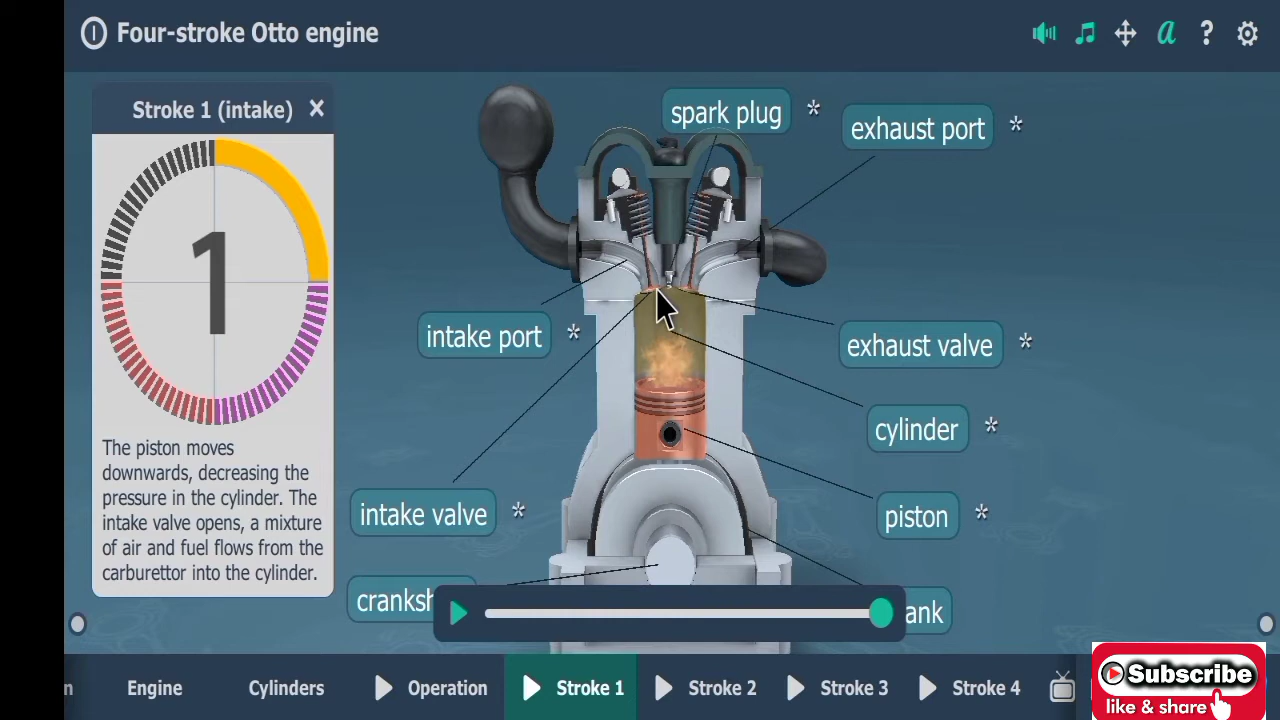 Four-stroke Otto engine
a
?
Stroke 1 (intake)
1
The piston moves
downwards, decreasing the
pressure in the cylinder. The
intake valve opens, a mixture
of air and fuel flows from the
carburettor into the cylinder.
spark plug *
exhaust port *
intake port *
exhaust valve *
cylinder *
intake valve *
piston *
cranksh
ank
n
Engine
Cylinders
Operation
Stroke 1
Stroke 2
Stroke 3
Stroke 4
Subscribe
like & share